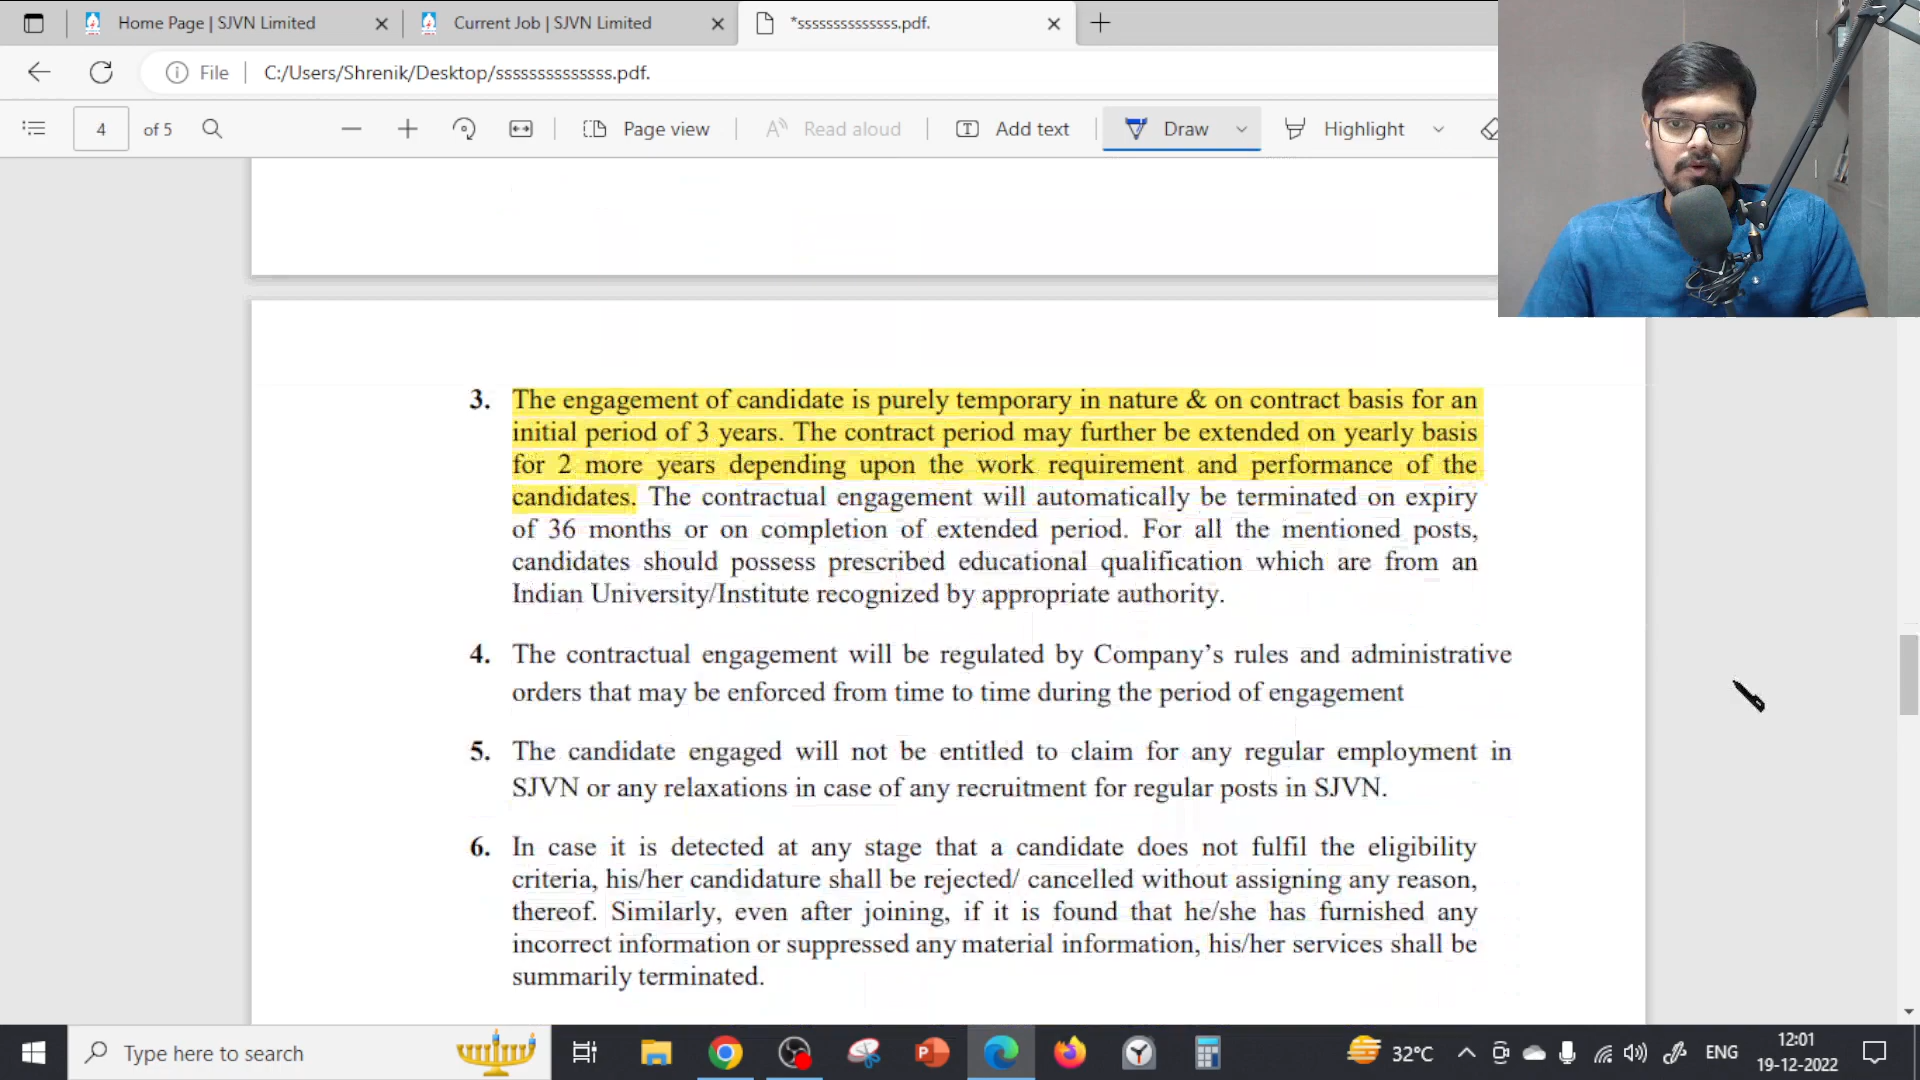 Home Page | SJVN Limited
Current Job | SJVN Limited
*ssssssssssssss.pdf.
File
C:/Users/Shrenik/Desktop/ssssssssssssss.pdf.
4 of 5
Page view
Read aloud
Add text
Draw
Highlight
3. The engagement of candidate is purely temporary in nature & on contract basis for an
initial period of 3 years. The contract period may further be extended on yearly basis
for 2 more years depending upon the work requirement and performance of the
candidates. The contractual engagement will automatically be terminated on expiry
of 36 months or on completion of extended period. For all the mentioned posts,
candidates should possess prescribed educational qualification which are from an
Indian University/Institute recognized by appropriate authority.
4. The contractual engagement will be regulated by Company's rules and administrative
orders that may be enforced from time to time during the period of engagement
5. The candidate engaged will not be entitled to claim for any regular employment in
SJVN or any relaxations in case of any recruitment for regular posts in SJVN.
6. In case it is detected at any stage that a candidate does not fulfil the eligibility
criteria, his/her candidature shall be rejected/ cancelled without assigning any reason,
thereof. Similarly, even after joining, if it is found that he/she has furnished any
incorrect information or suppressed any material information, his/her services shall be
summarily terminated.
Type here to search
32°C
ENG
12:01
19-12-2022